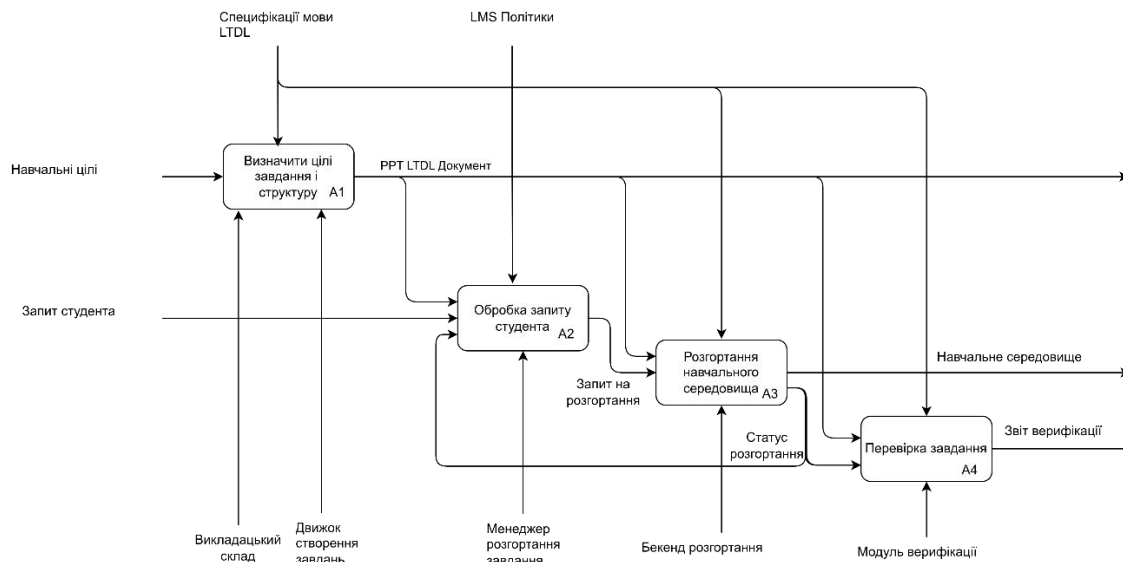 Специфікації мови
LTDL
LMS Політики
Навчальні цілі
Визначити цілі
завдання і
структуру
A1
PPT LTDL Документ
Запит студента
Обробка запиту
студента
A2
Запит на
розгортання
Розгортання
навчального
середовища
A3
Навчальне середовище
Статус
розгортання
Перевірка завдання
A4
Звіт верифікації
Викладацький
склад
Движок
створення
завдань
Менеджер
розгортання
завдання
Бекенд розгортання
Модуль верифікації